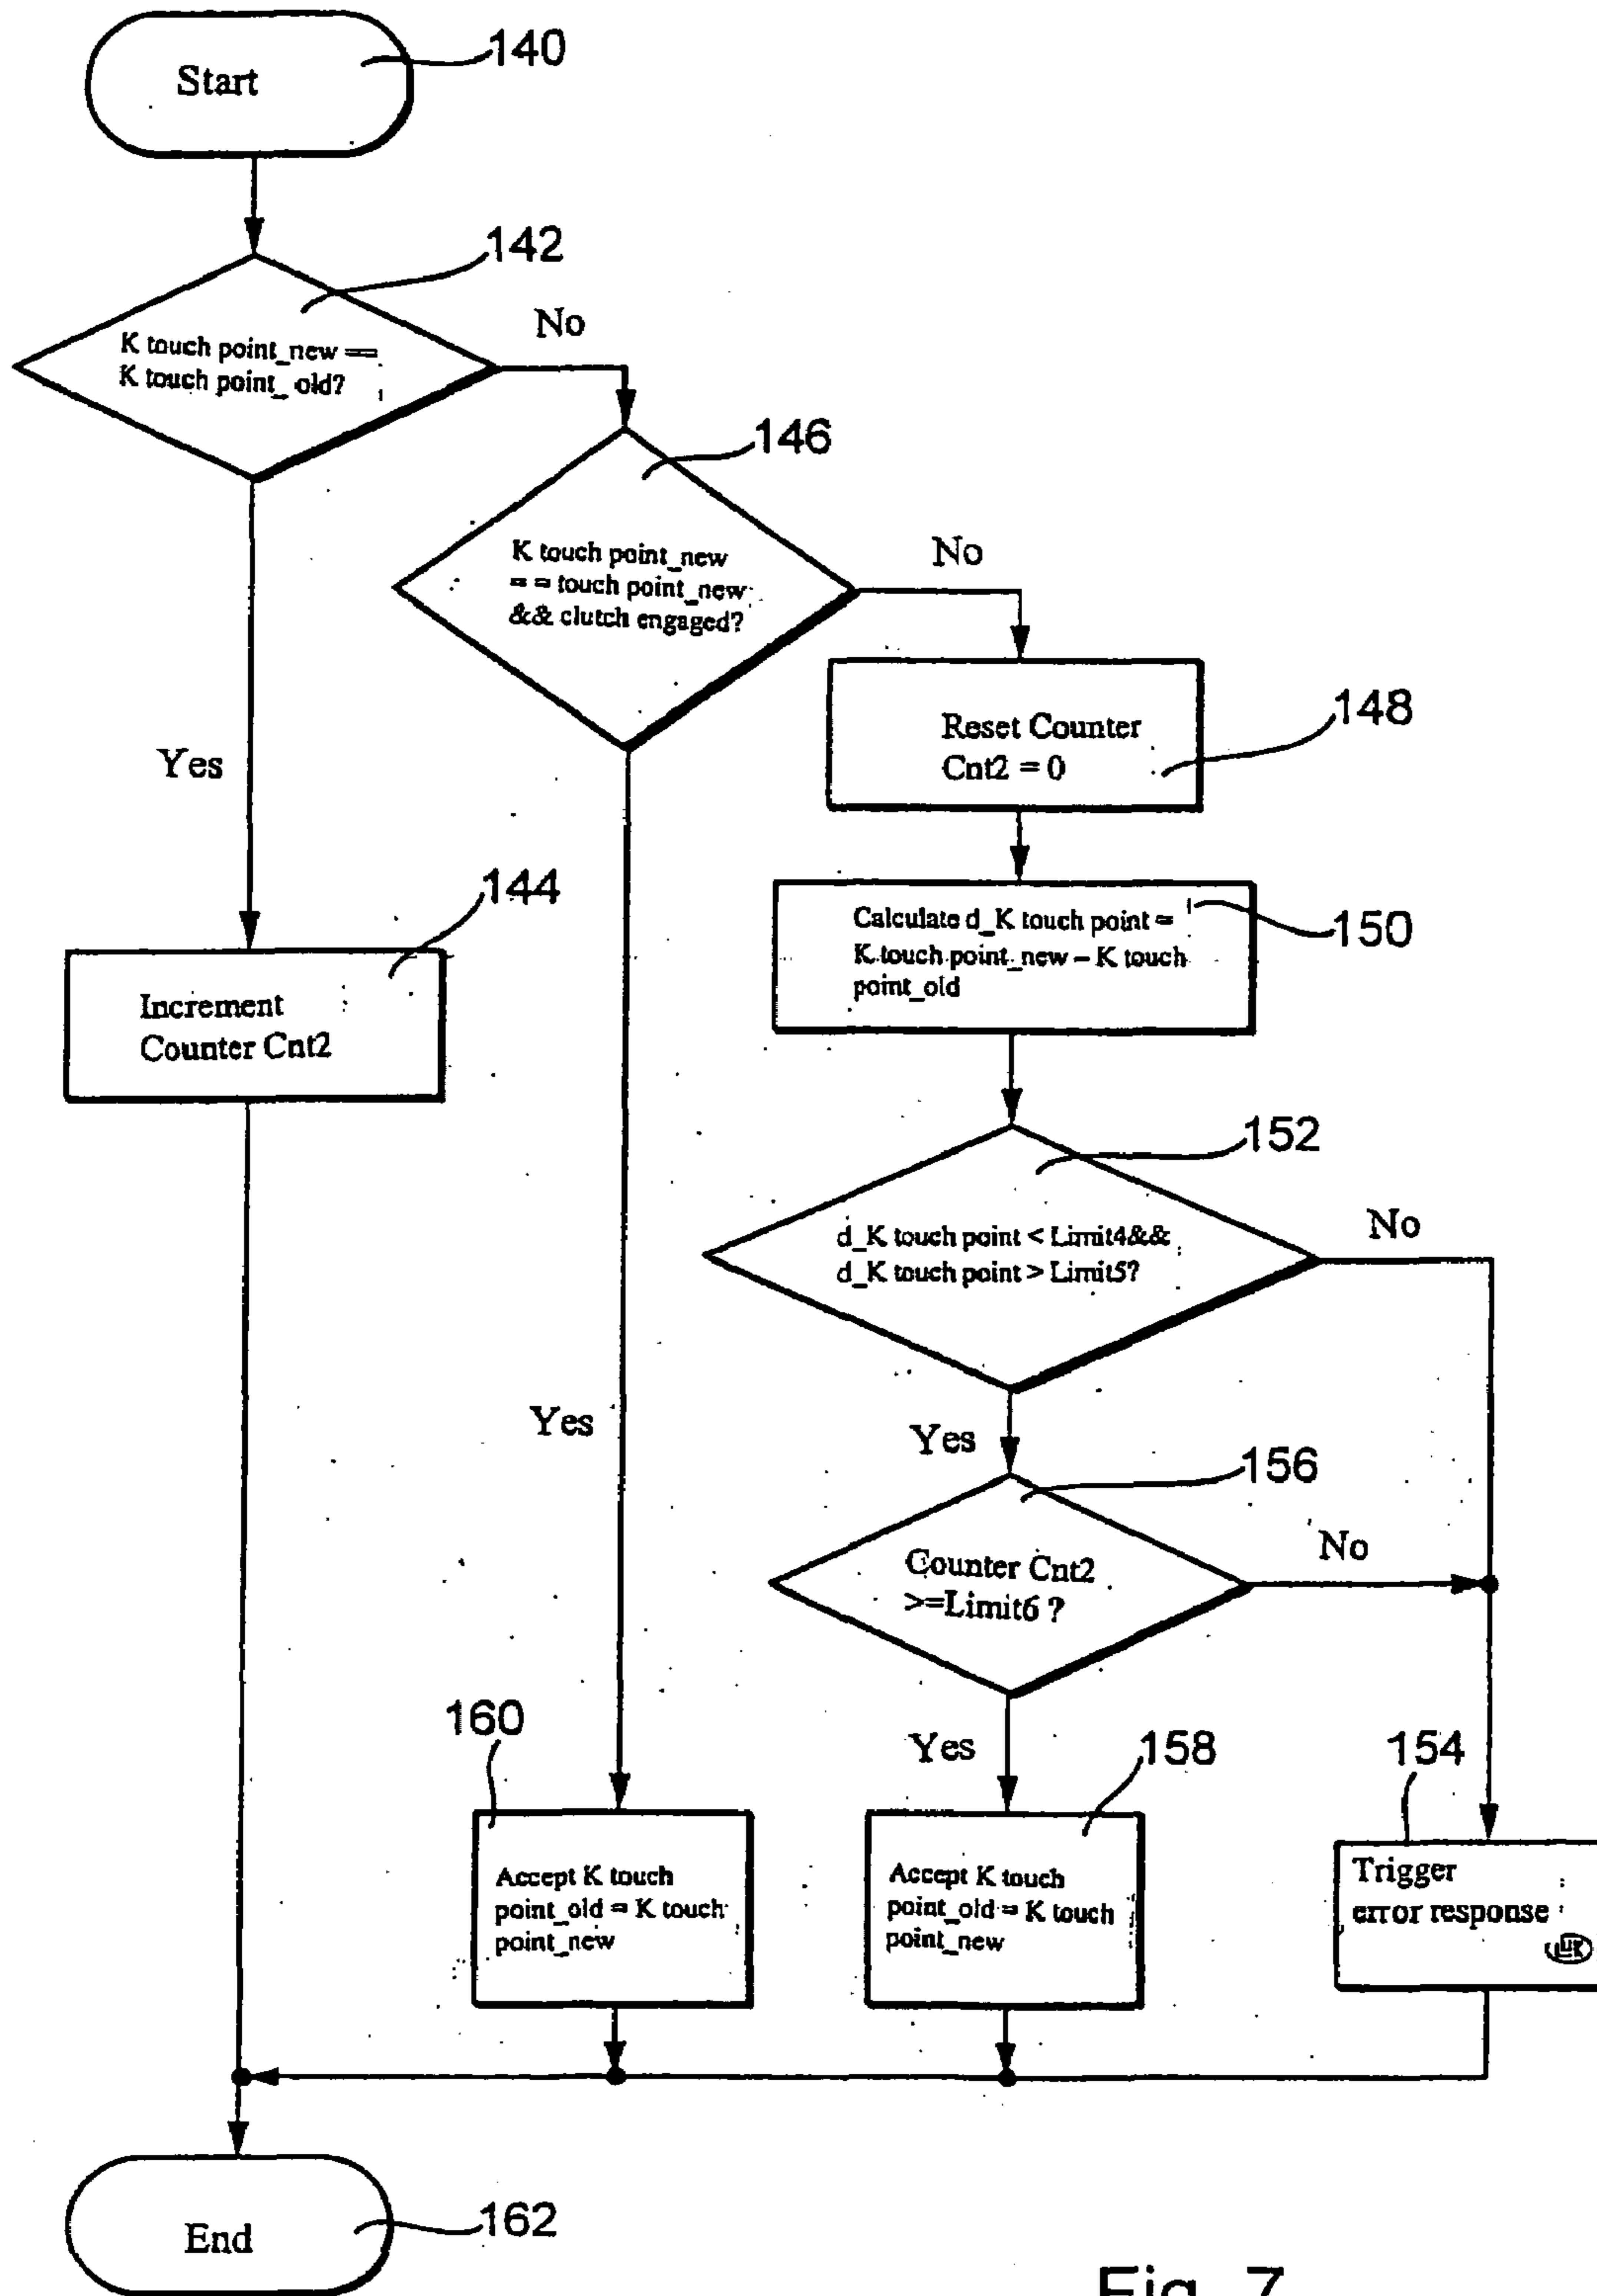 Start
140
142
K touch point_new ==
K touch point_ old?
No
146
K touch point_new
= = touch point_new
&& clutch engaged?
No
148
Reset Counter
Cnt2 = 0
Yes
144
Increment
Counter Cnt2
150
Calculate d_K touch point =
K touch point_new – K touch
point_old
152
d_K touch point < Limit4&&
d_K touch point > Limit5?
No
Yes
Yes
156
Counter Cnt2
>=Limit6 ?
No
160
Yes
158
154
Accept K touch
point_old = K touch
point_new
Accept K touch
point_old = K touch
point_new
Trigger
error response
LuK
End
162
Fig. 7